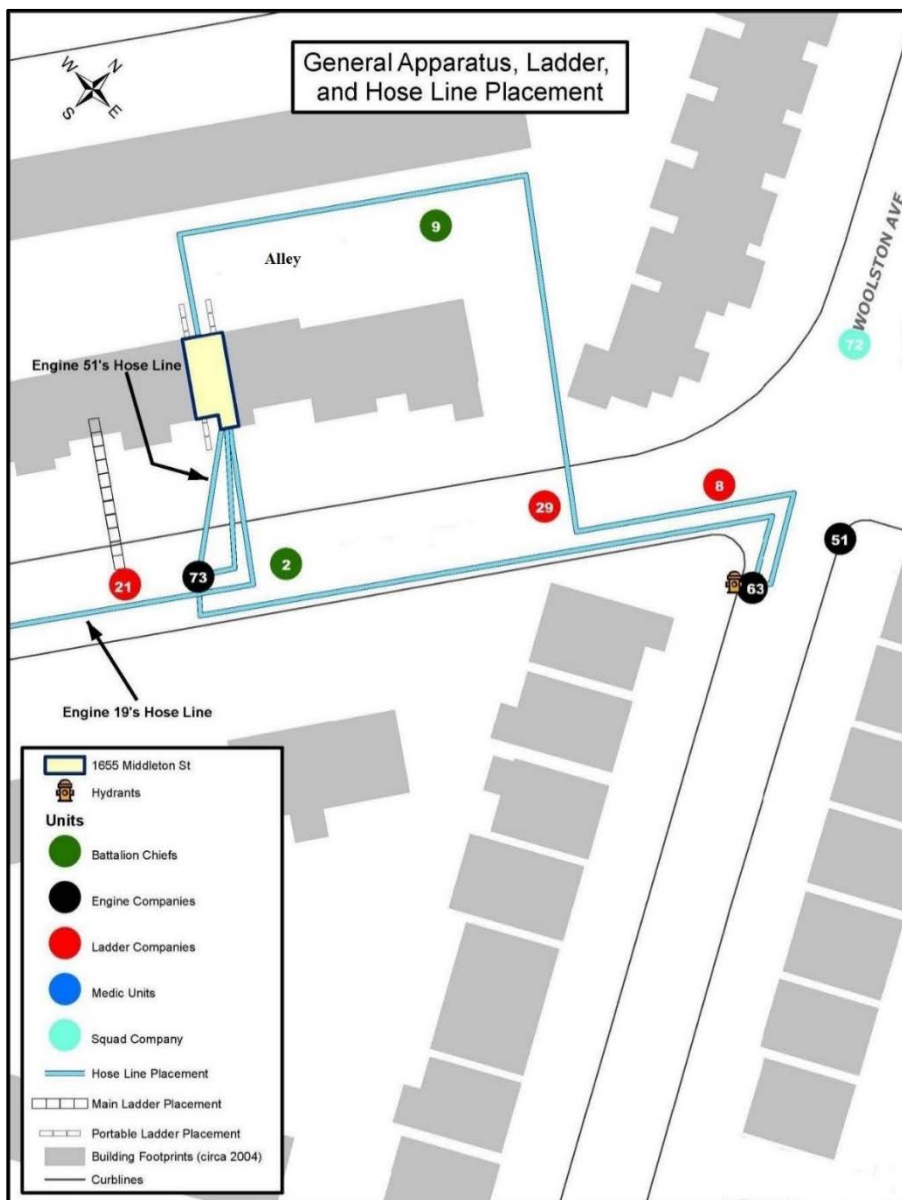 General Apparatus, Ladder,
and Hose Line Placement
W
N
S
E
9
Alley
WOOLSTON AVE
72
Engine 51's Hose Line
8
29
51
73
2
21
63
Engine 19's Hose Line
1655 Middleton St
Hydrants
Units
Battalion Chiefs
Engine Companies
Ladder Companies
Medic Units
Squad Company
Hose Line Placement
Main Ladder Placement
Portable Ladder Placement
Building Footprints (circa 2004)
Curblines